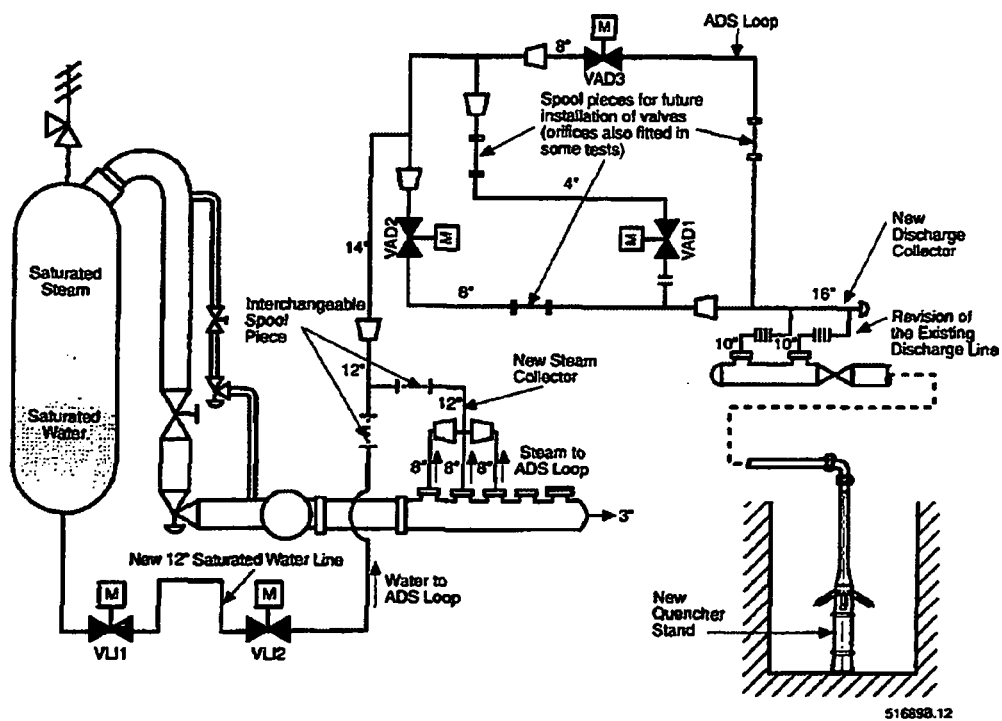 ADS Loop
M
8"
VAD3
Spool pieces for future
installation of valves
(orifices also fitted in
some tests)
4"
Saturated
Steam
14"
VAD2
M
M
VAD1
New
Discharge
Collector
Interchangeable
Spool
Piece
8"
16"
Revision of
the Existing
Discharge Line
10"
10"
12"
New Steam
Collector
12"
Saturated
Water
8"
8"
8"
Steam to
ADS Loop
3"
New 12" Saturated Water Line
M
M
Water to
ADS Loop
VLI1
VLI2
New
Quencher
Stand
516898.12